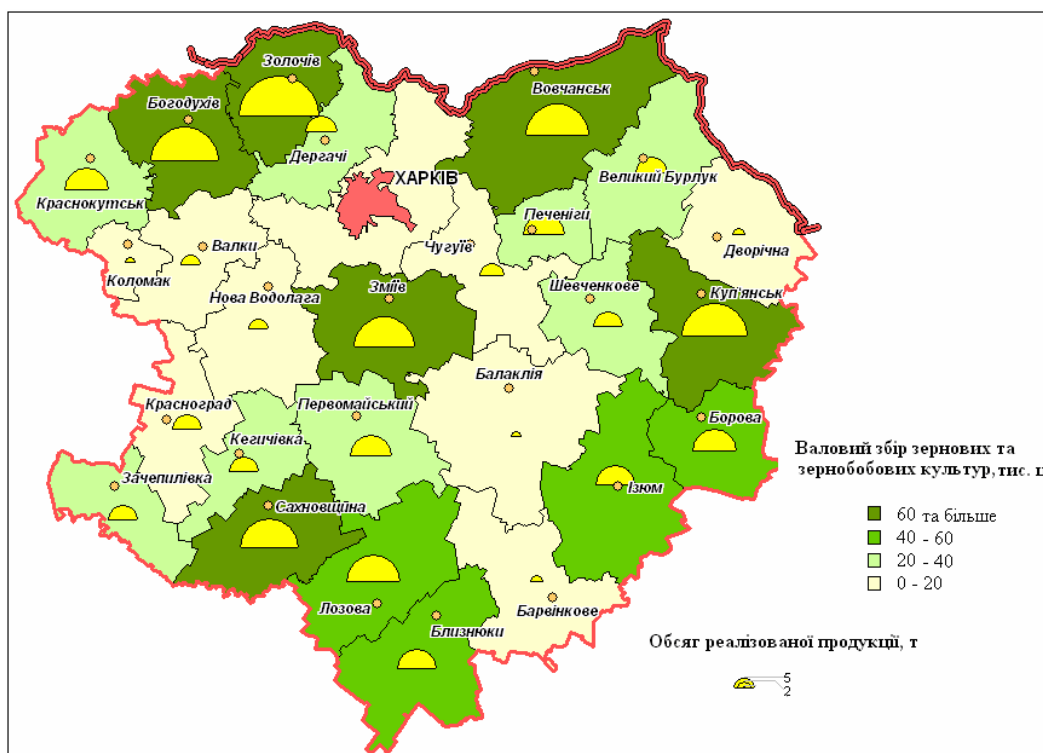 Золочів
Богодухів
Вовчанськ
Дергачі
ХАРКІВ
Великий Бурлук
Краснокутськ
Печеніги
Чугуїв
Валки
Дворічна
Коломак
Нова Водолага
Зміїв
Шевченкове
Куп'янськ
Балаклія
Красноград
Первомайський
Борова
Кегичівка
Зачепилівка
Ізюм
Сахновщина
Лозова
Близнюки
Барвінкове
Валовий збір зернових та
зернобобових культур, тис. ц
60 та більше
40 - 60
20 - 40
0 - 20
Обсяг реалізованої продукції, т
5
2